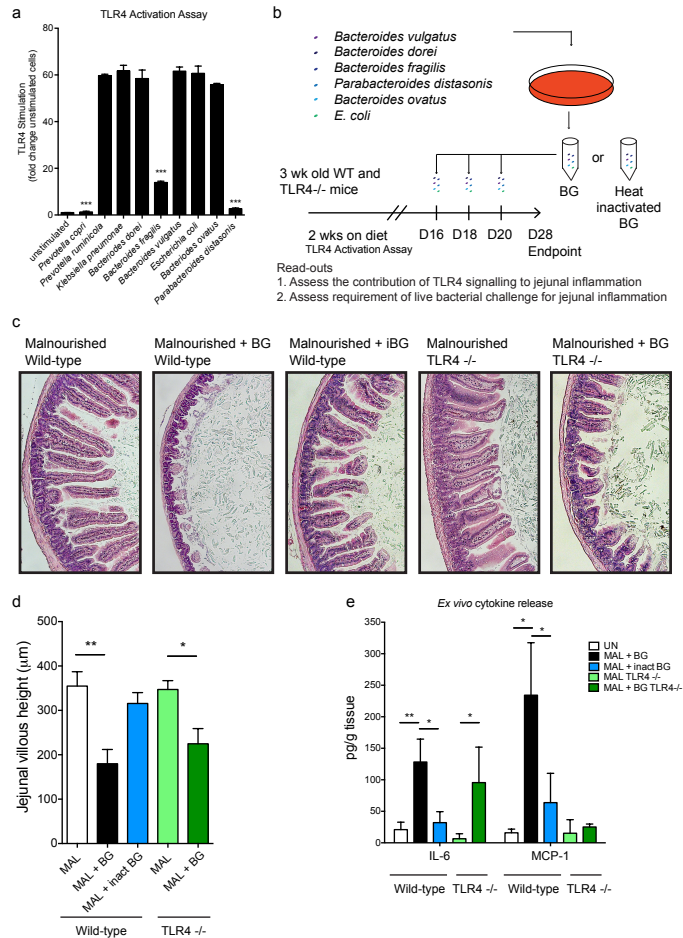 a
TLR4 Activation Assay
TLR4 Stimulation
(fold change unstimulated cells)
80
60
40
20
0
***
***
***
unstimulated
Prevotella copri
Prevotella ruminicola
Klebsiella pneumonae
Bacteriodes dorei
Bacteroides fragilis
Bacteroides vulgatus
Escherichia coli
Bacteriodes ovatus
Parabacteroides distasonis
b
Bacteroides vulgatus
Bacteroides dorei
Bacteroides fragilis
Parabacteroides distasonis
Bacteroides ovatus
E. coli
3 wk old WT and
TLR4-/- mice
or
BG
Heat
inactivated
BG
2 wks on diet
TLR4 Activation Assay
D16
D18
D20
D28
Endpoint
Read-outs
1. Assess the contribution of TLR4 signalling to jejunal inflammation
2. Assess requirement of live bacterial challenge for jejunal inflammation
c
Malnourished
Wild-type
Malnourished + BG
Wild-type
Malnourished + iBG
Wild-type
Malnourished
TLR4 -/-
Malnourished + BG
TLR4 -/-
d
Jejunal villous height (μm)
500
400
300
200
100
0
**
*
MAL
MAL + BG
MAL + inact BG
MAL
MAL + BG
Wild-type
TLR4 -/-
e
Ex vivo cytokine release
pg/g tissue
350
300
250
200
150
100
50
0
**
*
*
*
*
UN
MAL + BG
MAL + inact BG
MAL TLR4 -/-
MAL + BG TLR4-/-
IL-6
MCP-1
Wild-type
TLR4 -/-
Wild-type
TLR4 -/-